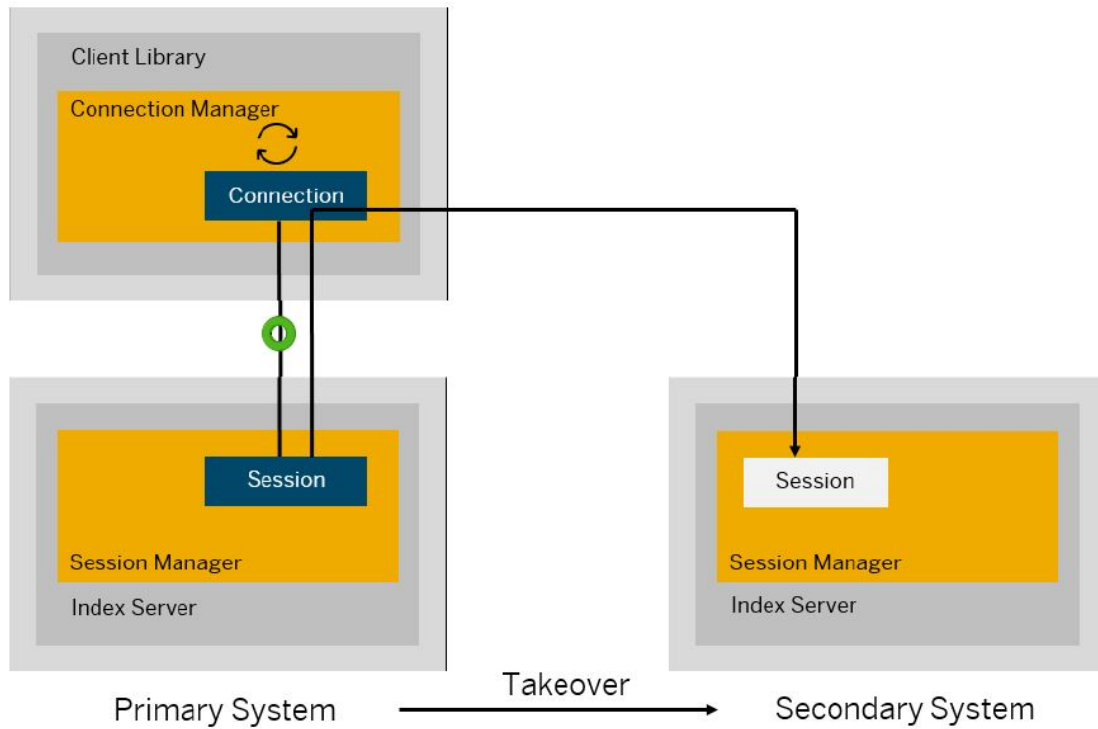 Client Library
Connection Manager
Connection
Session
Session Manager
Index Server
Session
Session Manager
Index Server
Primary System
Takeover
Secondary System